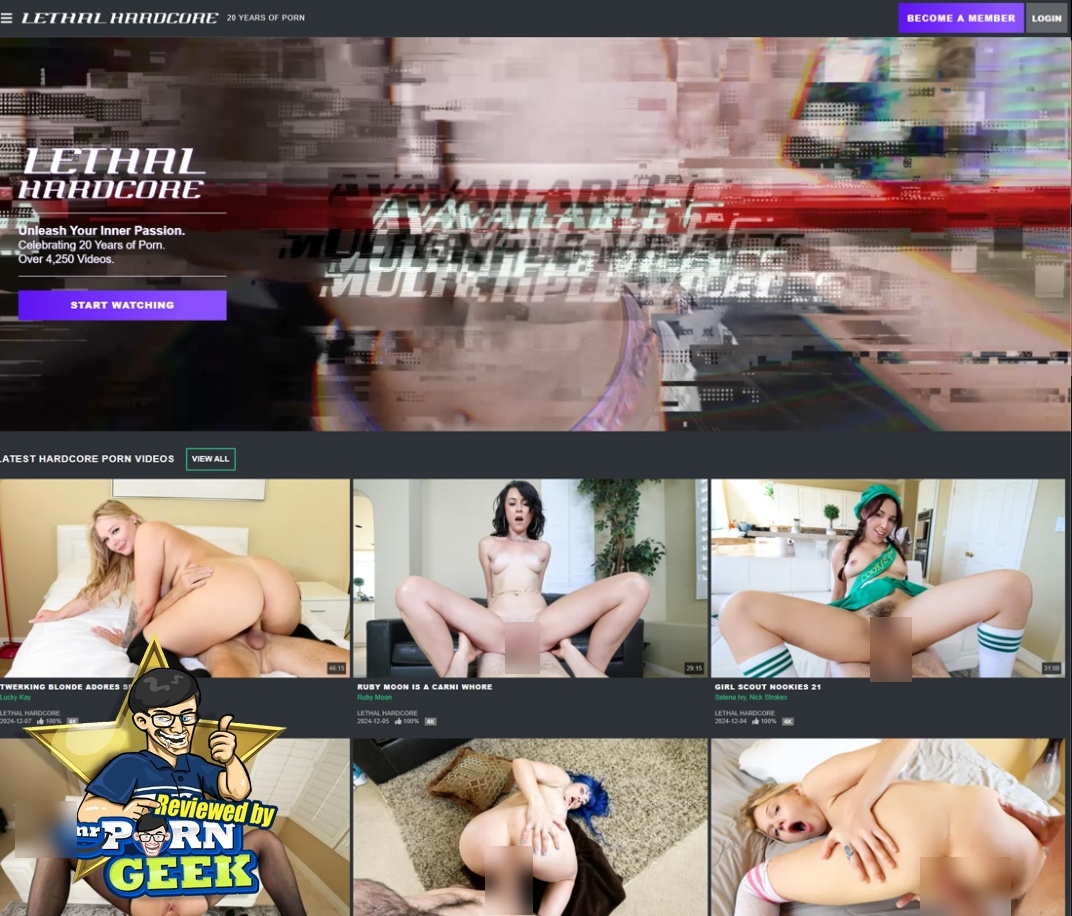 LETHAL HARDCORE 20 YEARS OF PORN
BECOME A MEMBER
LOGIN
LETHAL
HARDCORE
Unleash Your Inner Passion.
Celebrating 20 Years of Porn.
Over 4,250 Videos.
START WATCHING
LATEST HARDCORE PORN VIDEOS
VIEW ALL
46:15
29:15
31:08
TWERKING BLONDE ADORES
Lucky Kay
LETHAL HARDCORE
2024-12-07 100% 4K
RUBY MOON IS A CARNI WHORE
Ruby Moon
LETHAL HARDCORE
2024-12-05 100% 4K
GIRL SCOUT NOOKIES 21
Selena Ivy, Nick Strokes
LETHAL HARDCORE
2024-12-04 100% 4K
Reviewed by
mr PORN
GEEK